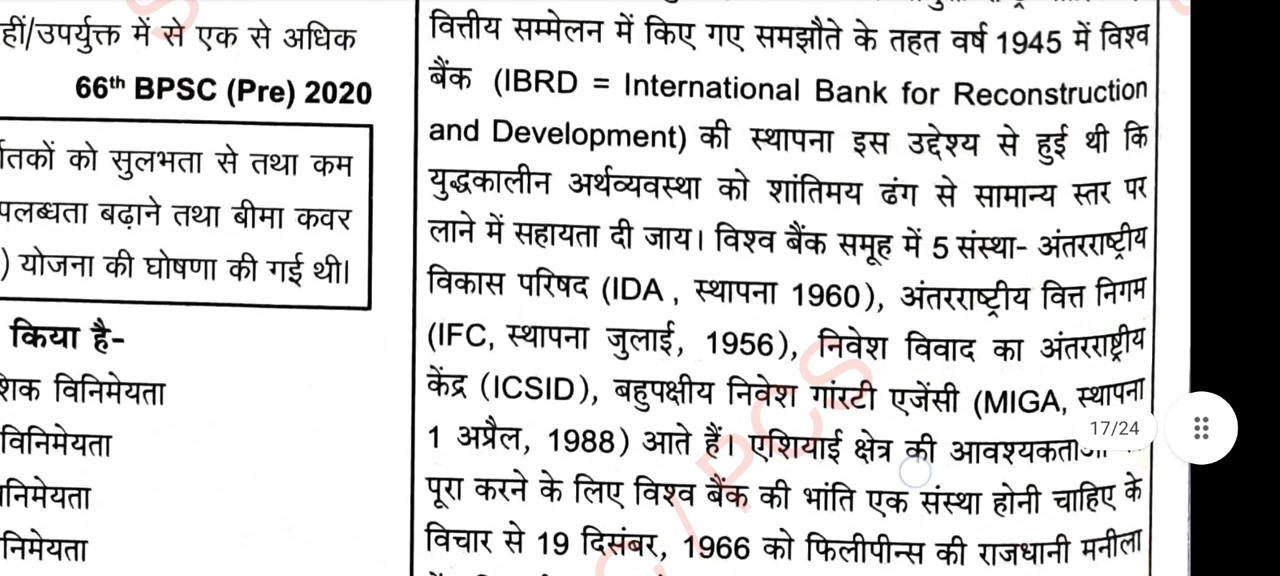 हीं/उपर्युक्त में से एक से अधिक
66th BPSC (Pre) 2020
कों को सुलभता से तथा कम
पलब्धता बढ़ाने तथा बीमा कवर
) योजना की घोषणा की गई थी।
किया है-
शिक विनिमेयता
विनिमेयता
निमेयता
निमेयता
वित्तीय सम्मेलन में किए गए समझौते के तहत वर्ष 1945 में विश्व
बैंक (IBRD = International Bank for Reconstruction
and Development) की स्थापना इस उद्देश्य से हुई थी कि
युद्धकालीन अर्थव्यवस्था को शांतिमय ढंग से सामान्य स्तर पर
लाने में सहायता दी जाय। विश्व बैंक समूह में 5 संस्था- अंतरराष्ट्रीय
विकास परिषद (IDA , स्थापना 1960), अंतरराष्ट्रीय वित्त निगम
(IFC, स्थापना जुलाई, 1956), निवेश विवाद का अंतरराष्ट्रीय
केंद्र (ICSID), बहुपक्षीय निवेश गांरटी एजेंसी (MIGA, स्थापना
1 अप्रैल, 1988) आते हैं। एशियाई क्षेत्र की
पूरा करने के लिए विश्व बैंक की भांति एक संस्था होनी चाहिए के
विचार से 19 दिसंबर, 1966 को फिलीपीन्स की राजधानी मनीला
17/24
/ PCS